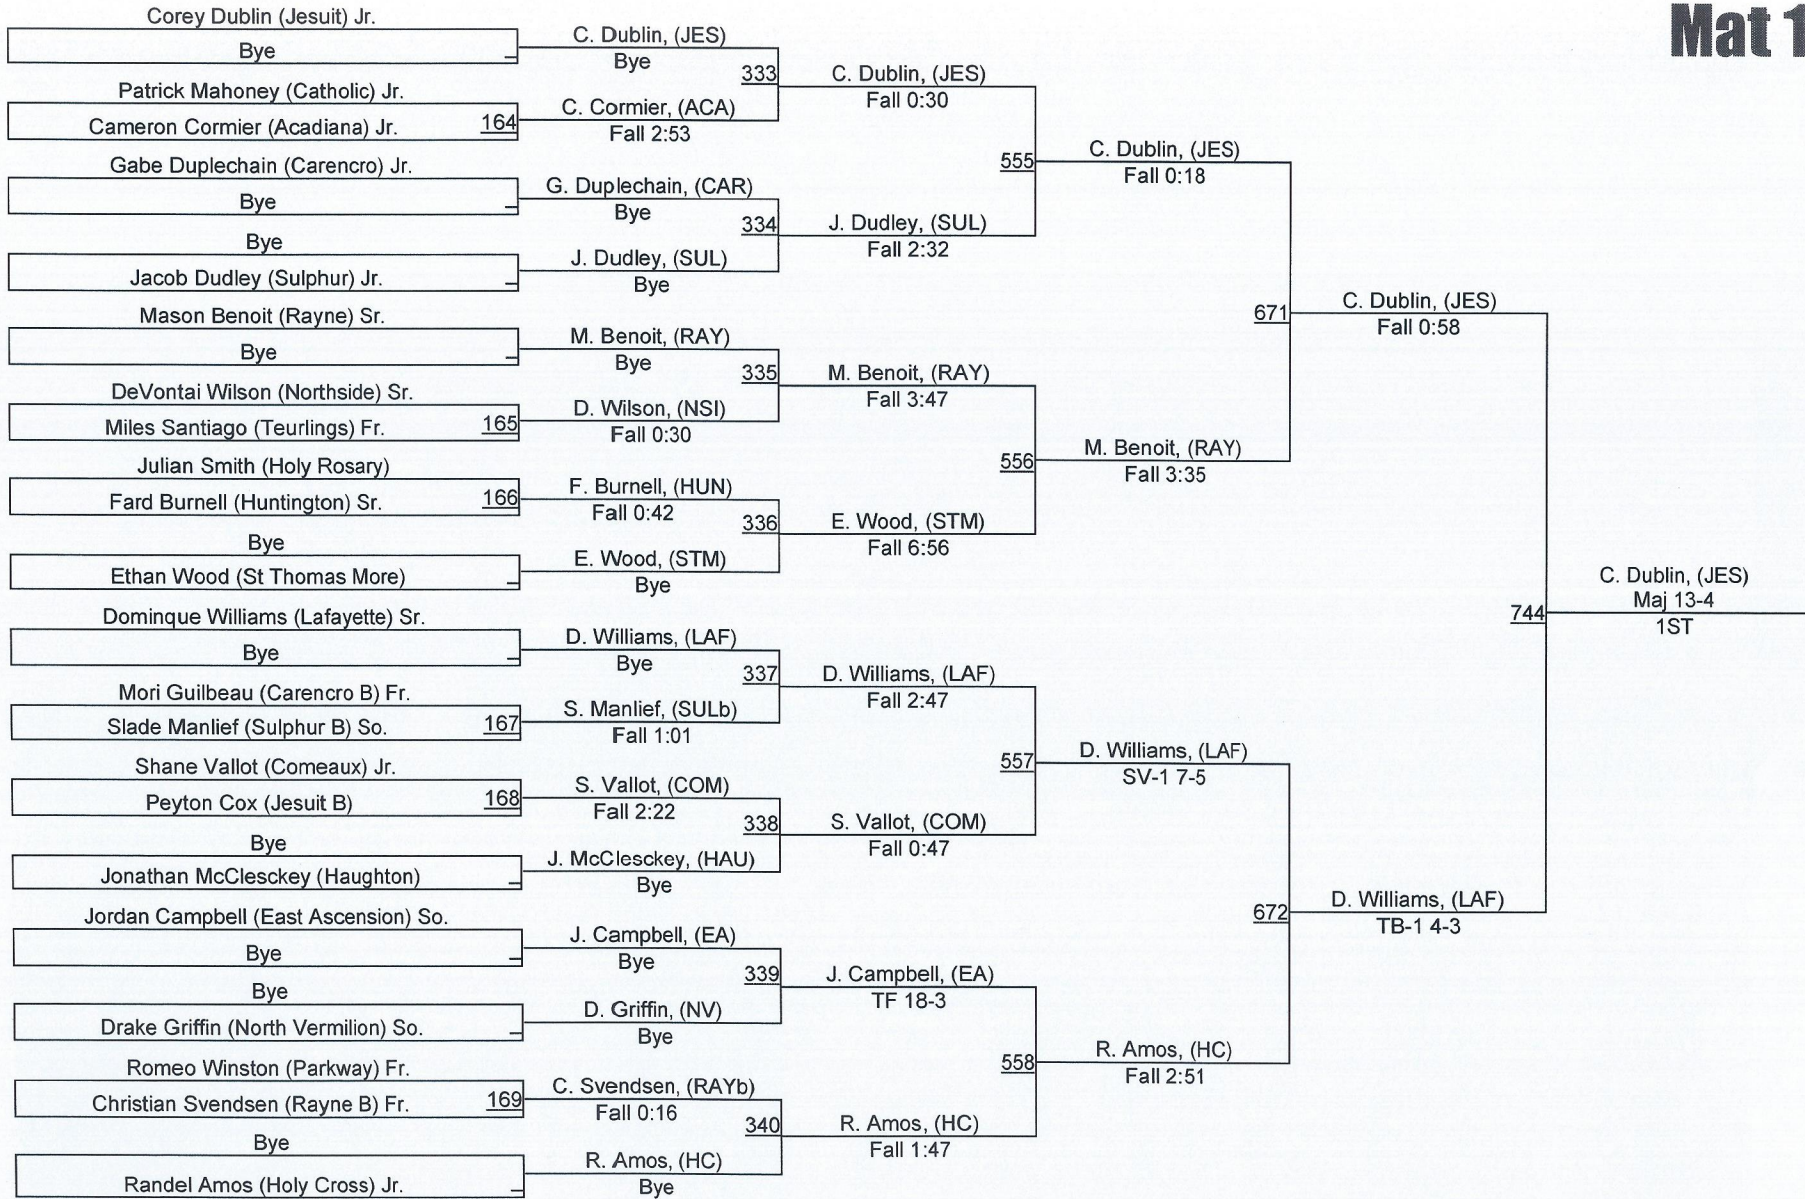 Mat 1
Corey Dublin (Jesuit) Jr.
Bye
Patrick Mahoney (Catholic) Jr.
Cameron Cormier (Acadiana) Jr.
164
Gabe Duplechain (Carencro) Jr.
Bye
Bye
Jacob Dudley (Sulphur) Jr.
Mason Benoit (Rayne) Sr.
Bye
DeVontai Wilson (Northside) Sr.
Miles Santiago (Teurlings) Fr.
165
Julian Smith (Holy Rosary)
Fard Burnell (Huntington) Sr.
166
Bye
Ethan Wood (St Thomas More)
Dominque Williams (Lafayette) Sr.
Bye
Mori Guilbeau (Carencro B) Fr.
Slade Manlief (Sulphur B) So.
167
Shane Vallot (Comeaux) Jr.
Peyton Cox (Jesuit B)
168
Bye
Jonathan McClesckey (Haughton)
Jordan Campbell (East Ascension) So.
Bye
Bye
Drake Griffin (North Vermilion) So.
Romeo Winston (Parkway) Fr.
Christian Svendsen (Rayne B) Fr.
169
Bye
Randel Amos (Holy Cross) Jr.
C. Dublin, (JES)
Bye
333
C. Cormier, (ACA)
Fall 2:53
G. Duplechain, (CAR)
Bye
334
J. Dudley, (SUL)
Bye
M. Benoit, (RAY)
Bye
335
D. Wilson, (NSI)
Fall 0:30
F. Burnell, (HUN)
Fall 0:42
336
E. Wood, (STM)
Bye
D. Williams, (LAF)
Bye
337
S. Manlief, (SULb)
Fall 1:01
S. Vallot, (COM)
Fall 2:22
338
J. McClesckey, (HAU)
Bye
J. Campbell, (EA)
Bye
339
D. Griffin, (NV)
Bye
C. Svendsen, (RAYb)
Fall 0:16
340
R. Amos, (HC)
Bye
C. Dublin, (JES)
Fall 0:30
555
J. Dudley, (SUL)
Fall 2:32
M. Benoit, (RAY)
Fall 3:47
556
E. Wood, (STM)
Fall 6:56
D. Williams, (LAF)
Fall 2:47
557
S. Vallot, (COM)
Fall 0:47
J. Campbell, (EA)
TF 18-3
558
R. Amos, (HC)
Fall 1:47
C. Dublin, (JES)
Fall 0:18
671
M. Benoit, (RAY)
Fall 3:35
D. Williams, (LAF)
SV-1 7-5
672
R. Amos, (HC)
Fall 2:51
C. Dublin, (JES)
Fall 0:58
744
D. Williams, (LAF)
TB-1 4-3
C. Dublin, (JES)
Maj 13-4
1ST